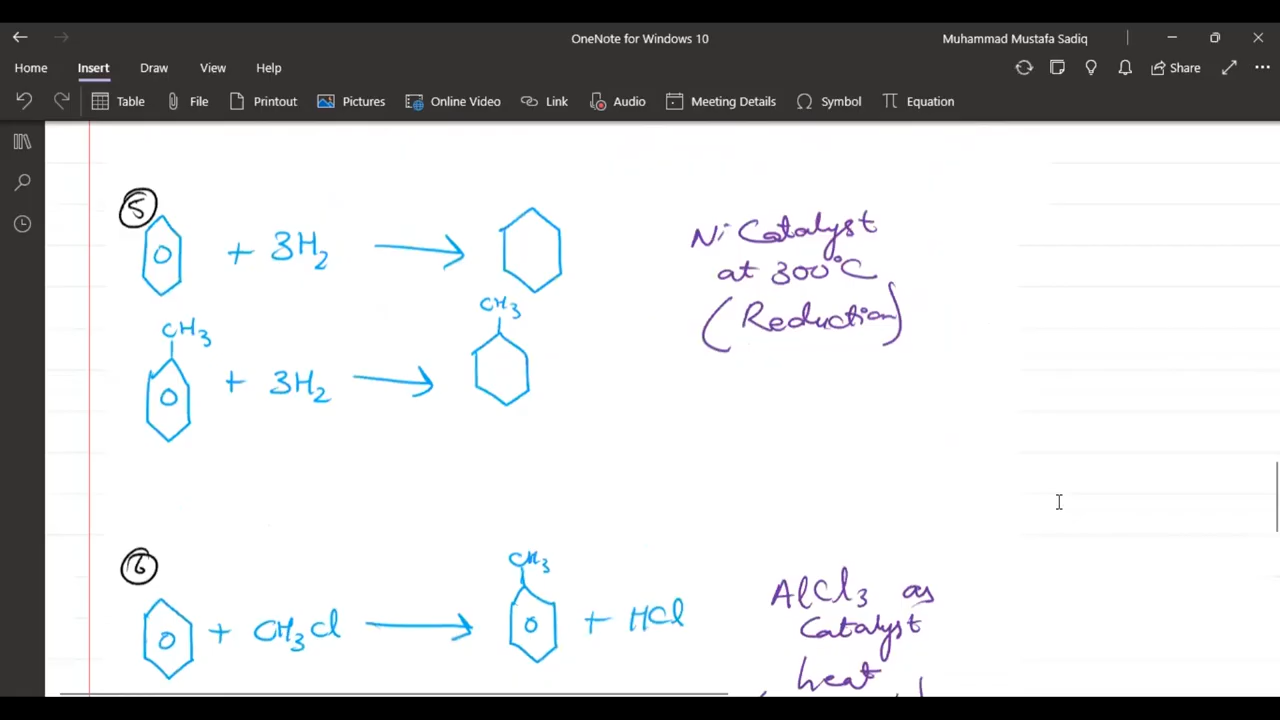 OneNote for Windows 10
Muhammad Mustafa Sadiq
Home Insert Draw View Help
Share
Table File Printout Pictures Online Video Link Audio Meeting Details Symbol Equation
5
+ 3H2
CH3
Ni Catalyst
at 300°C
(Reduction)
CH3
+ 3H2
6
CH3
+ CH3Cl
+ HCl
AlCl3 as
Catalyst
heat